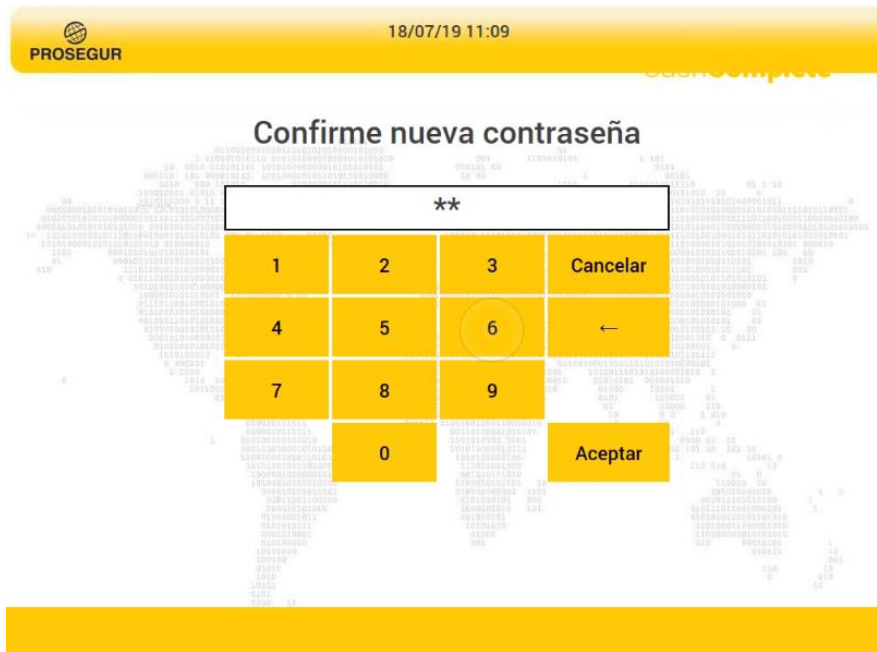 18/07/19 11:09
PROSEGUR
Confirme nueva contraseña
**
1 2 3 Cancelar
4 5 6 ←
7 8 9
0 Aceptar